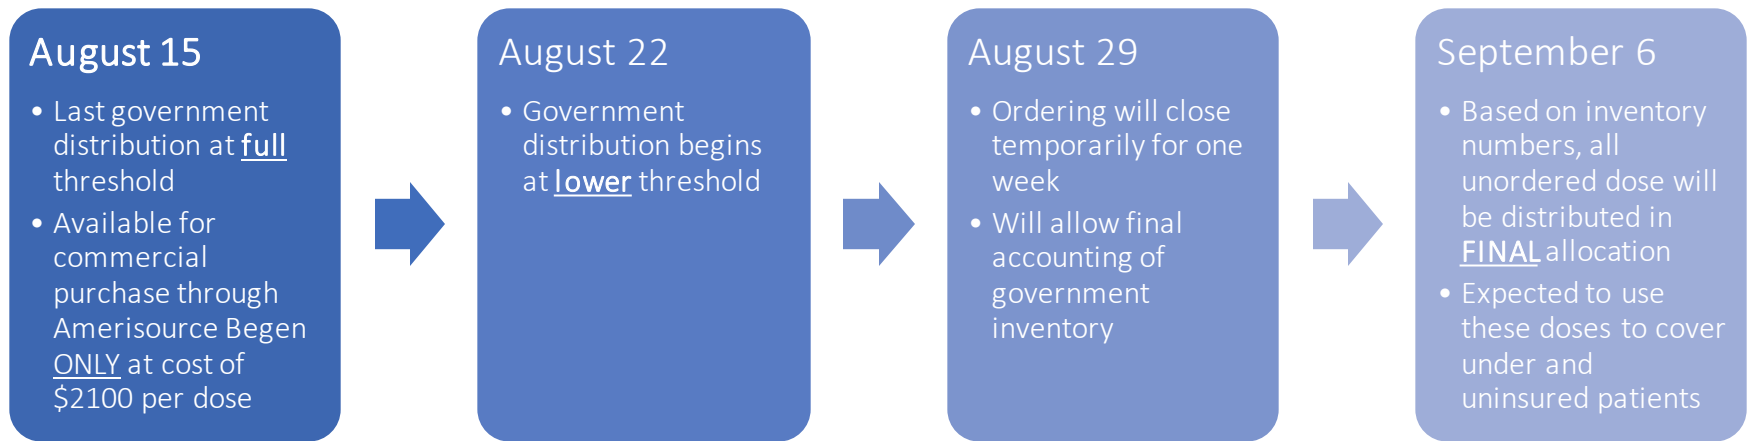 August 15
• Last government
distribution at full
threshold
• Available for
commercial
purchase through
Amerisource Begen
ONLY at cost of
$2100 per dose
August 22
• Government
distribution begins
at lower threshold
August 29
• Ordering will close
temporarily for one
week
• Will allow final
accounting of
government
inventory
September 6
• Based on inventory
numbers, all
unordered dose will
be distributed in
FINAL allocation
• Expected to use
these doses to cover
under and
uninsured patients